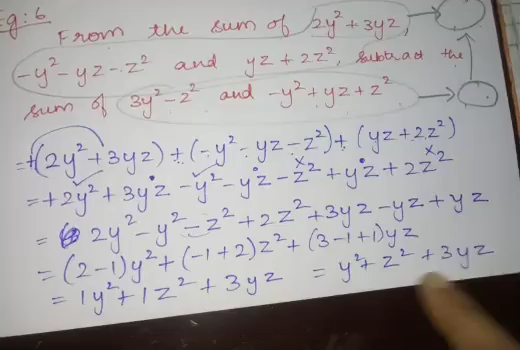 Eg: 6
From the sum of 2y² + 3yz,
-y² - yz - z² and yz + 2z², subtract the
sum of 3y² - z² and -y² + yz + z²
= +(2y² + 3yz) + (-y² - yz - z²) + (yz + 2z²)
= +2y² + 3yz - y² - yz - z² + yz + 2z²
= 2y² - y² - z² + 2z² + 3yz - yz + yz
= (2-1)y² + (-1+2)z² + (3-1+1)yz
= 1y² + 1z² + 3yz = y² + z² + 3yz